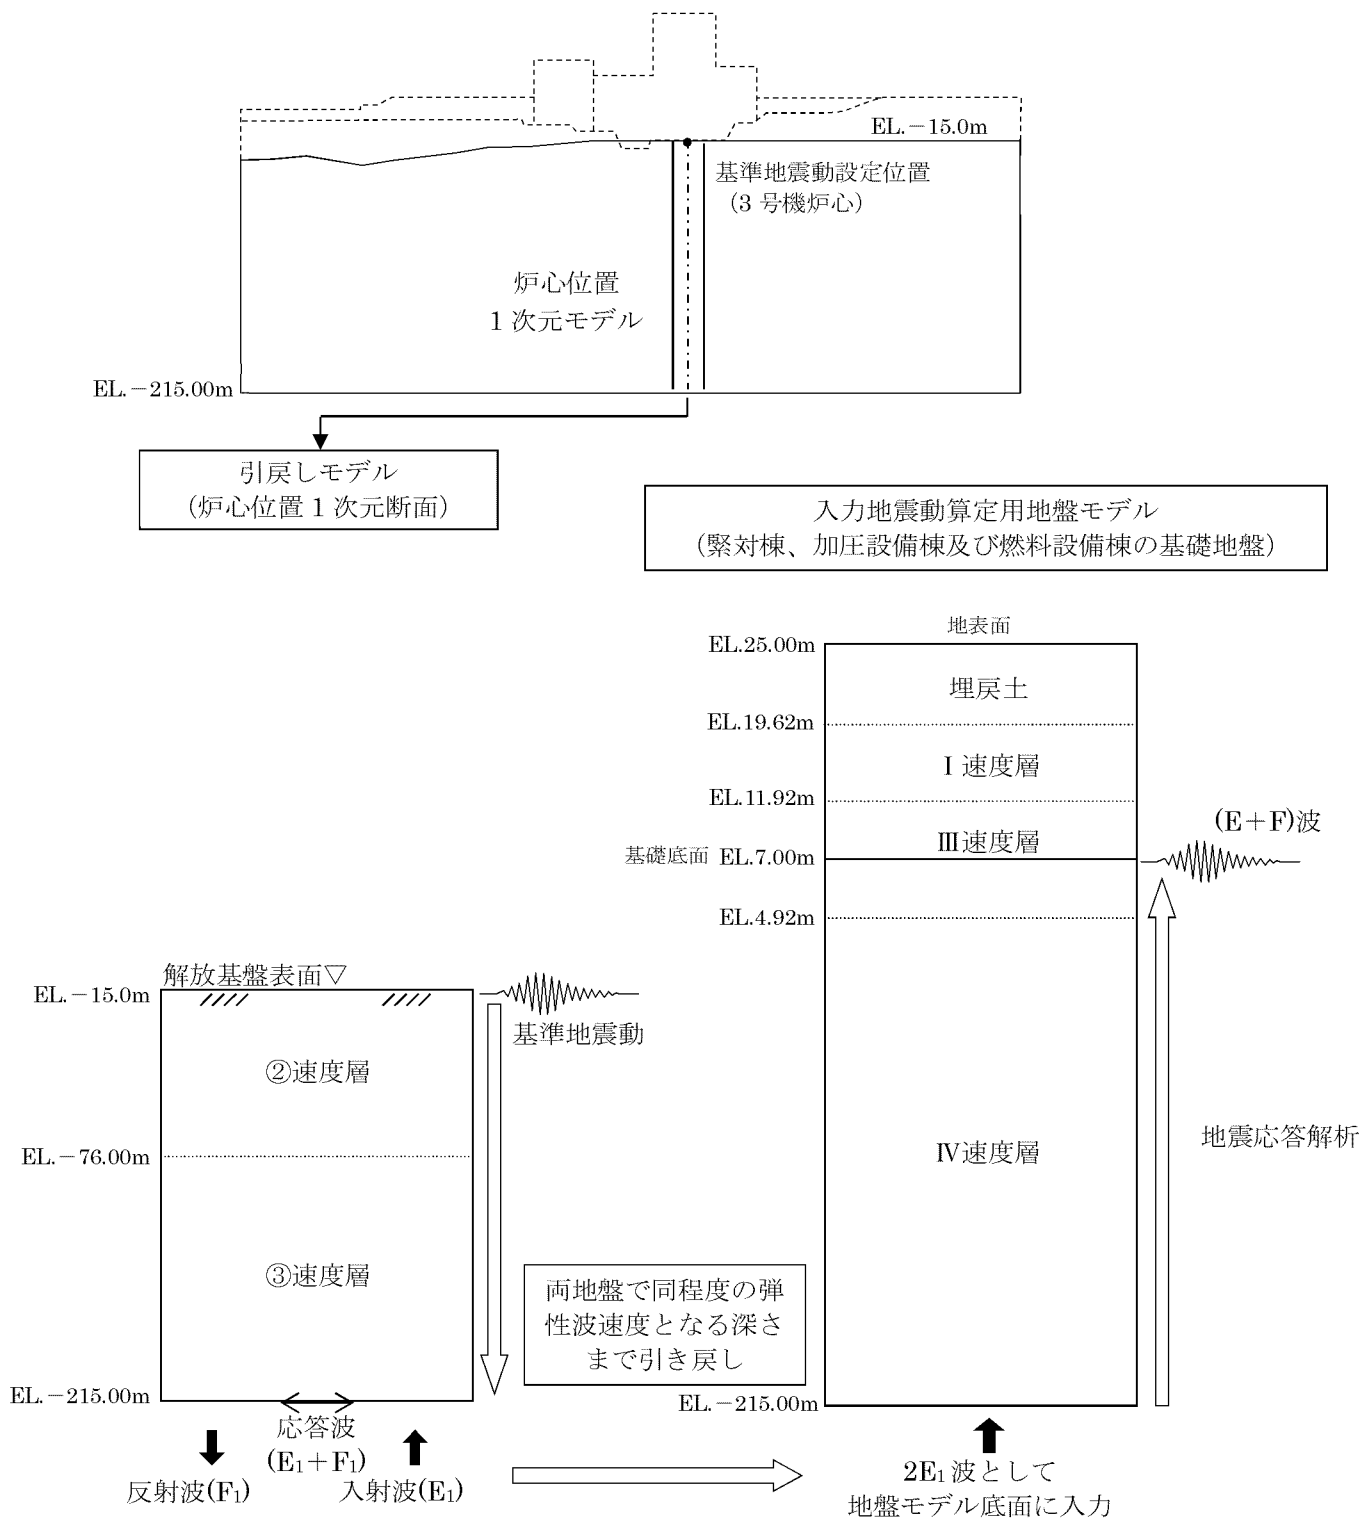 EL.－15.0m
基準地震動設定位置
（3 号機炉心）
炉心位置
1 次元モデル
EL.－215.00m
引戻しモデル
（炉心位置 1 次元断面）
入力地震動算定用地盤モデル
（緊対棟、加圧設備棟及び燃料設備棟の基礎地盤）
地表面
EL.25.00m
埋戻土
EL.19.62m
Ⅰ 速度層
EL.11.92m
Ⅲ速度層
(E＋F)波
基礎底面 EL.7.00m
EL.4.92m
解放基盤表面▽
EL.－15.0m
基準地震動
②速度層
EL.－76.00m
Ⅳ速度層
地震応答解析
③速度層
両地盤で同程度の弾
性波速度となる深さ
まで引き戻し
EL.－215.00m
EL.－215.00m
応答波
(E₁＋F₁)
反射波(F₁)
入射波(E₁)
2E₁波として
地盤モデル底面に入力